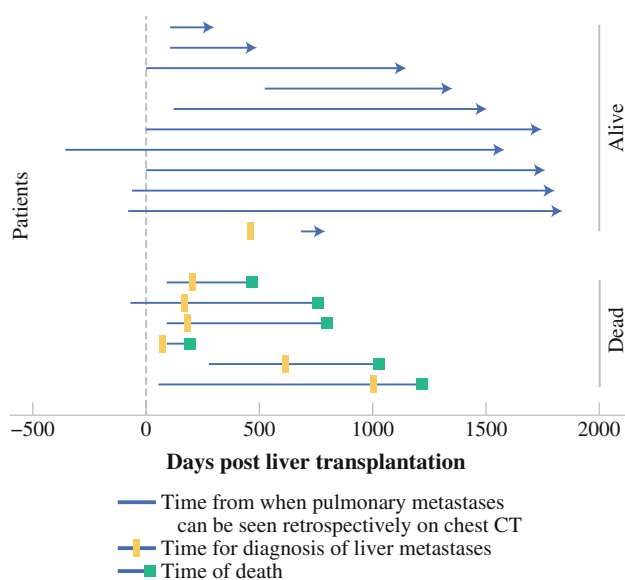 Patients
Alive
Dead
−500 0 500 1000 1500 2000
Days post liver transplantation
Time from when pulmonary metastases
can be seen retrospectively on chest CT
Time for diagnosis of liver metastases
Time of death